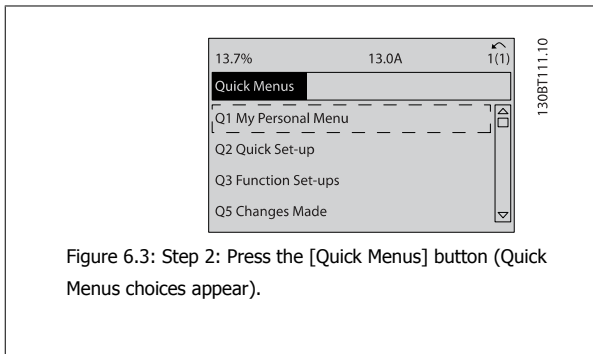 13.7% 13.0A 1(1)
Quick Menus
Q1 My Personal Menu
Q2 Quick Set-up
Q3 Function Set-ups
Q5 Changes Made
130BT111.10
Figure 6.3: Step 2: Press the [Quick Menus] button (Quick
Menus choices appear).